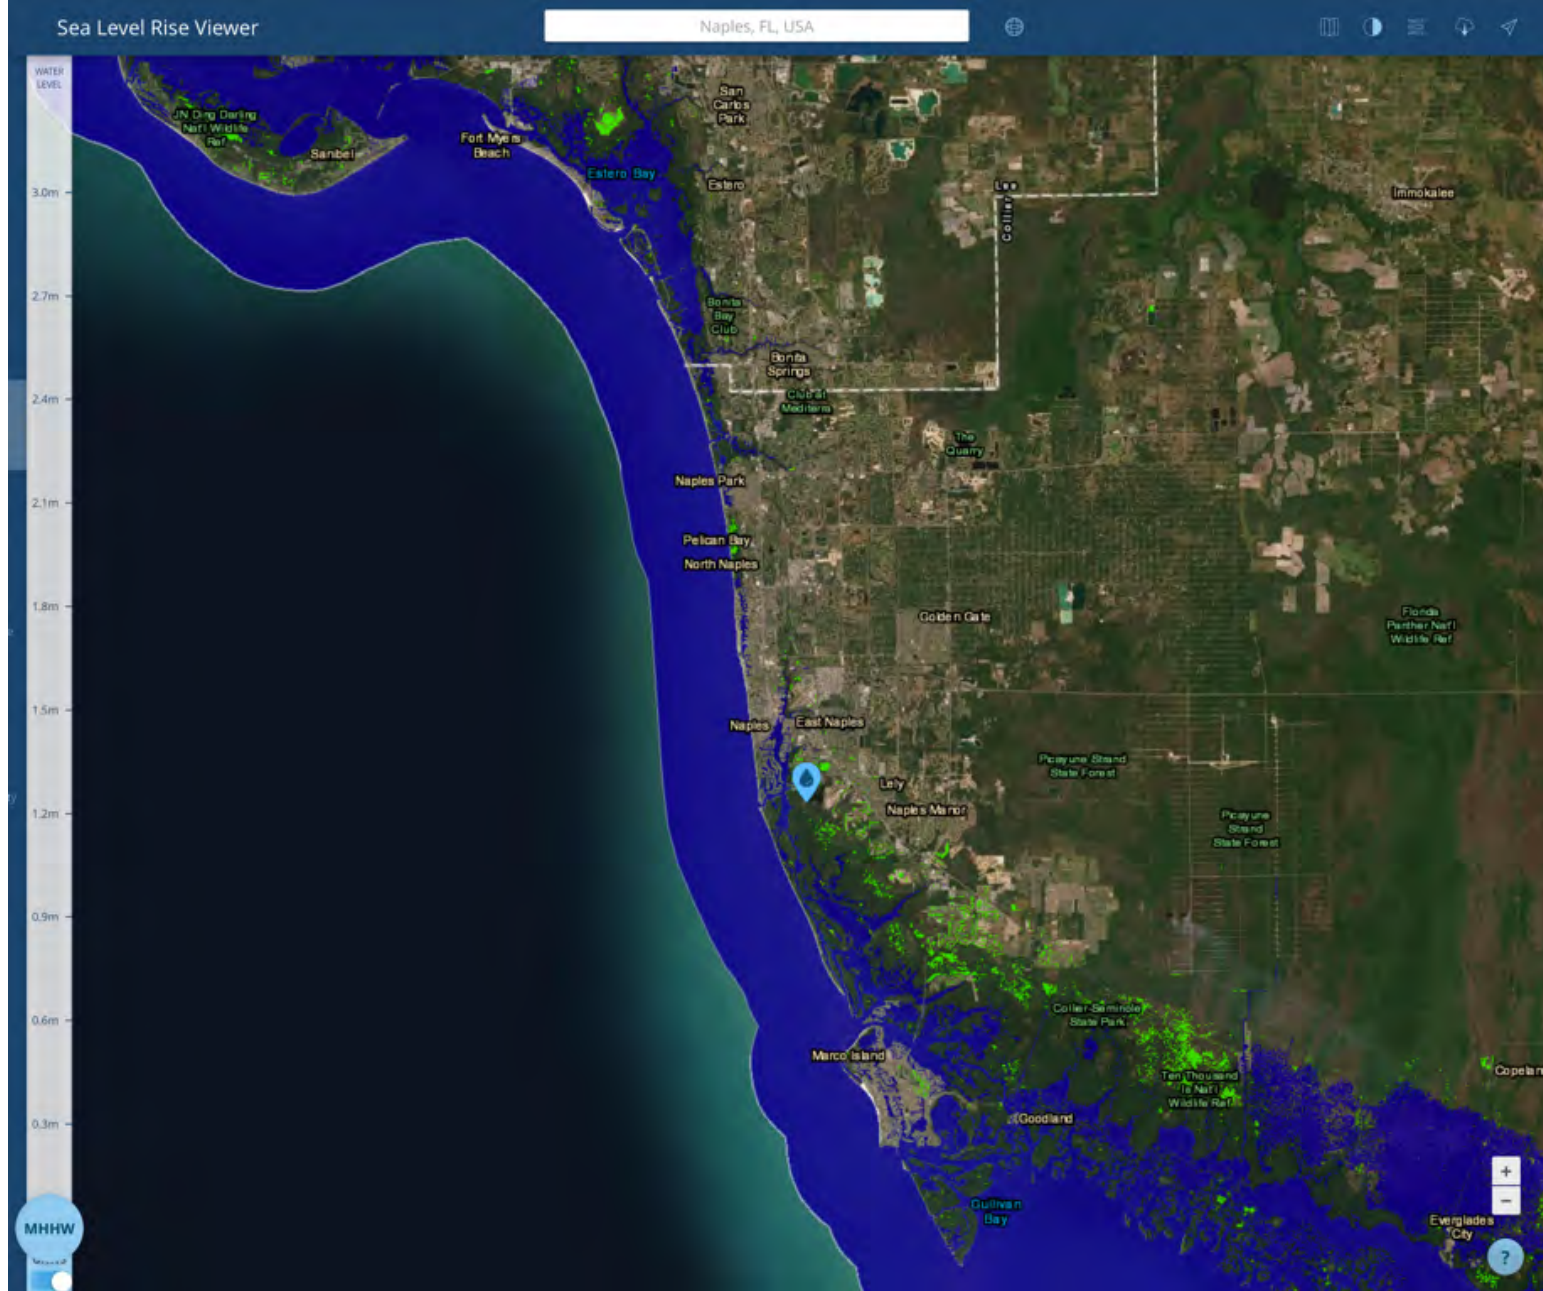 Sea Level Rise Viewer
Naples, FL, USA
WATER
LEVEL
3.0m
2.7m
2.4m
2.1m
1.8m
1.5m
1.2m
0.9m
0.6m
0.3m
MHHW
JN Ding Darling
Nat'l Wildlife
Ref
Sanibel
Fort Myers
Beach
Estero Bay
San
Carlos
Park
Estero
Lee
Collier
Immokalee
Bonita
Bay
Club
Bonita
Springs
Club at
Mediterra
The
Quarry
Naples Park
Pelican Bay
North Naples
Golden Gate
Florida
Panther Nat'l
Wildlife Ref
Naples
East Naples
Lely
Naples Manor
Picayune Strand
State Forest
Picayune
Strand
State Forest
Collier-Seminole
State Park
Marco Island
Ten Thousand
Is Nat'l
Wildlife Ref
Copelan
Goodland
Gullivan
Bay
Everglades
City
+
−
?